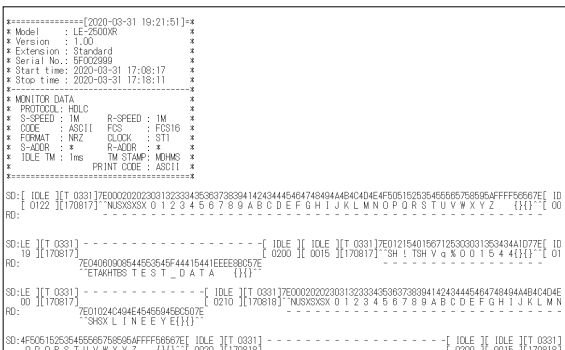 *===============[2020-03-31 19:21:51]=*
* Model : LE-2500XR *
* Version : 1.00 *
* Extension : Standard *
* Serial No.: 5F002999 *
* Start time: 2020-03-31 17:08:17 *
* Stop time : 2020-03-31 17:18:11 *
*--------------------------------------*
* MONITOR DATA *
* PROTOCOL: HDLC *
* S-SPEED : 1M R-SPEED : 1M *
* CODE : ASCII FCS : FCS16 *
* FORMAT : NRZ CLOCK : ST1 *
* S-ADDR : * R-ADDR : * *
* IDLE TM : 1ms TM STAMP: MDHMS *
* PRINT CODE : ASCII *
*======================================*
SD:[ IDLE ][T 0331]7E00020202303132333435363738394142434445464748494A4B4C4D4E4F505152535455565758595AFFFF56567E[ ID
[ 0122 ][170817]^^NUSXSXSX 0 1 2 3 4 5 6 7 8 9 A B C D E F G H I J K L M N O P Q R S T U V W X Y Z {}{}^^[ 00
RD: - - - - - - - - - - - - - - - - - - - - - - - - - - - - - - - - - - - - - - - -
SD:LE ][T 0331] - - - - - - - - - - - - - - - - - -[ IDLE ][ IDLE ][T 0331]7E01215401567125303031353434A1D77E[ ID
19 ][170817] [ 0200 ][ 0015 ][170817]^^SH ! TSH V q % 0 0 1 5 4 4{}{}^^[ 01
RD: 7E04060908544553545F44415441EEEE8BC57E - - - - - - - - - - - - - - -
^^ETAKHTBS T E S T _ D A T A {}{}^^
SD:LE ][T 0331] - - - - - - - - - - - - - -[ IDLE ][T 0331]7E000202023032333435363738394142434445464748494A4B4C4D4E
00 ][170817] [ 0210 ][170818]^^NUSXSXSX 0 1 2 3 4 5 6 7 8 9 A B C D E F G H I J K L M N
RD: 7E01024C494E45455945BC507E - - - - - - - - - - - - - - - - - - - - - - - -
^^SHSX L I N E E Y E{}{}^^
SD:4F505152535455565758595AFFFF56567E[ IDLE ][T 0331] - - - - - - - - - - - - - - - - - -[ IDLE ][ IDLE ][T 0331]